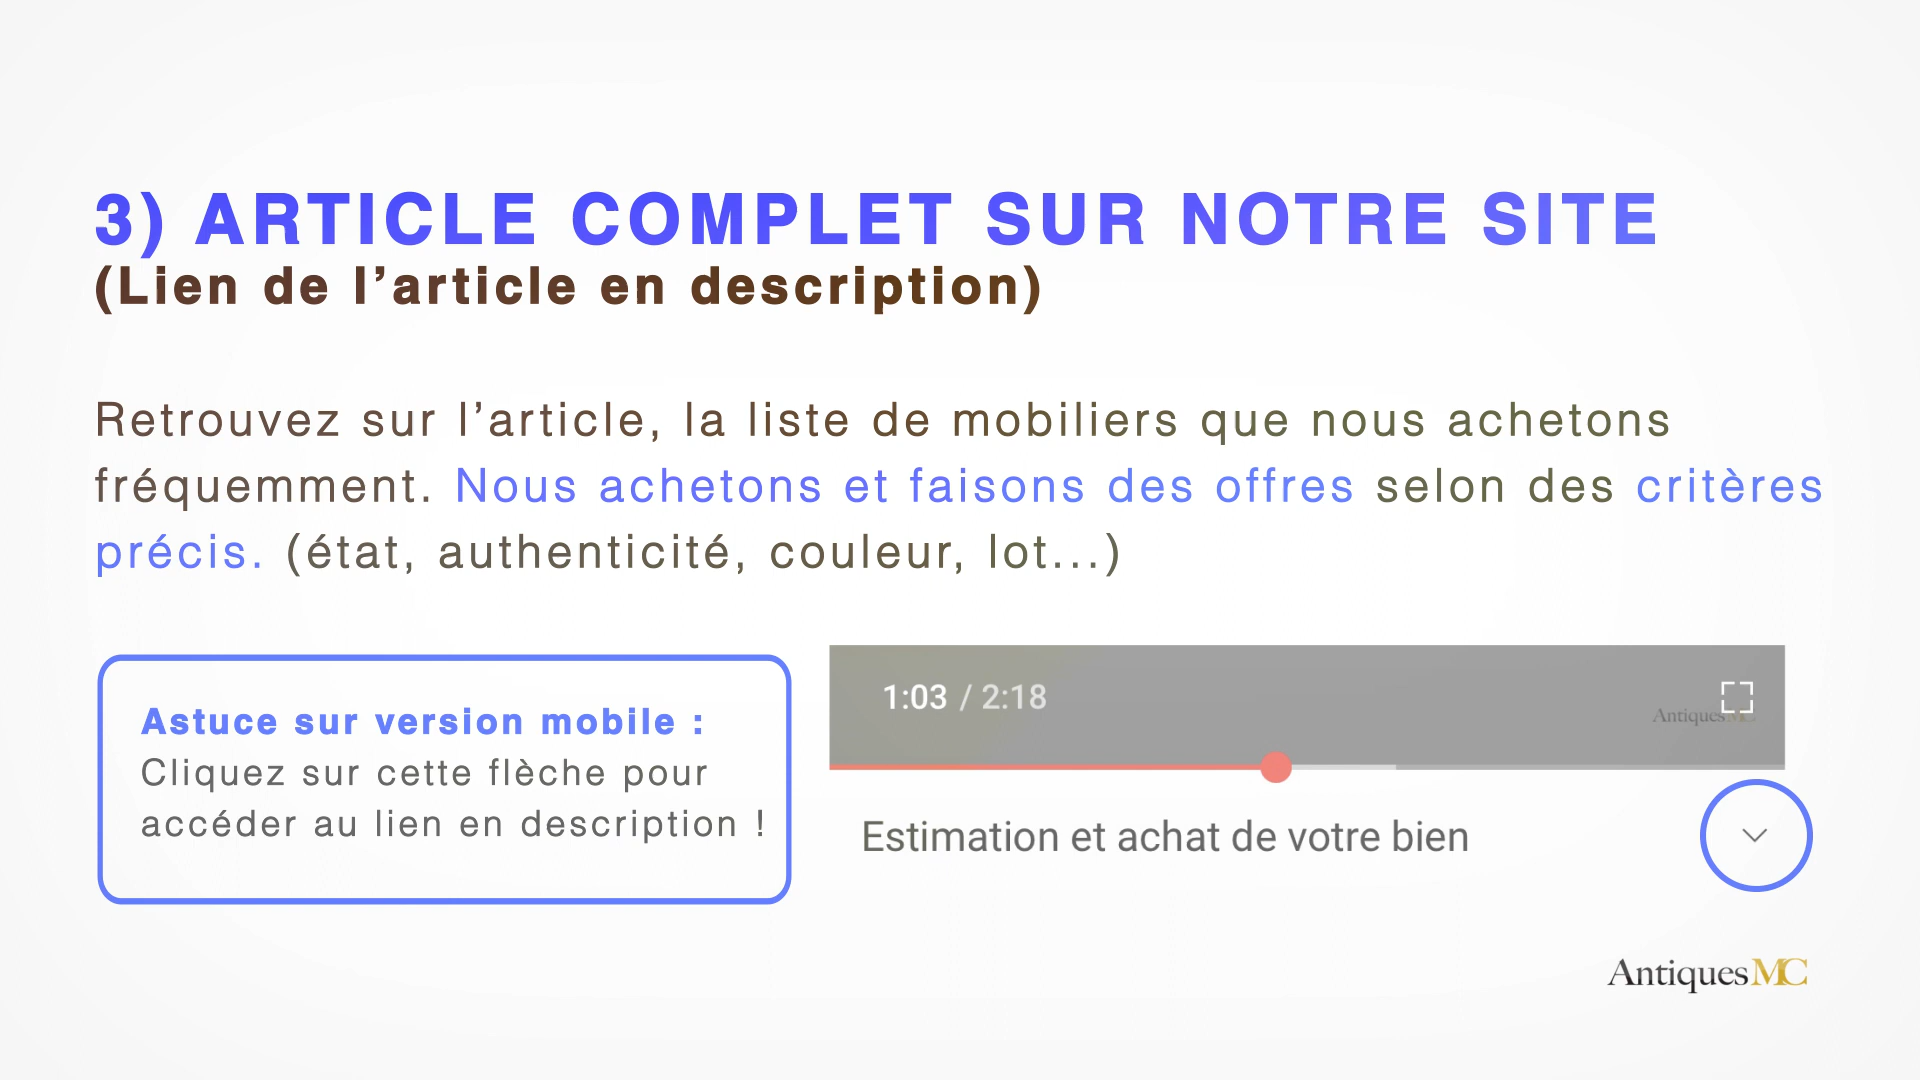 3) ARTICLE COMPLET SUR NOTRE SITE
(Lien de l’article en description)
Retrouvez sur l’article, la liste de mobiliers que nous achetons
fréquemment. Nous achetons et faisons des offres selon des critères
précis. (état, authenticité, couleur, lot...)
Astuce sur version mobile :
Cliquez sur cette flèche pour
accéder au lien en description !
1:03 / 2:18
AntiquesMC
Estimation et achat de votre bien
AntiquesMC